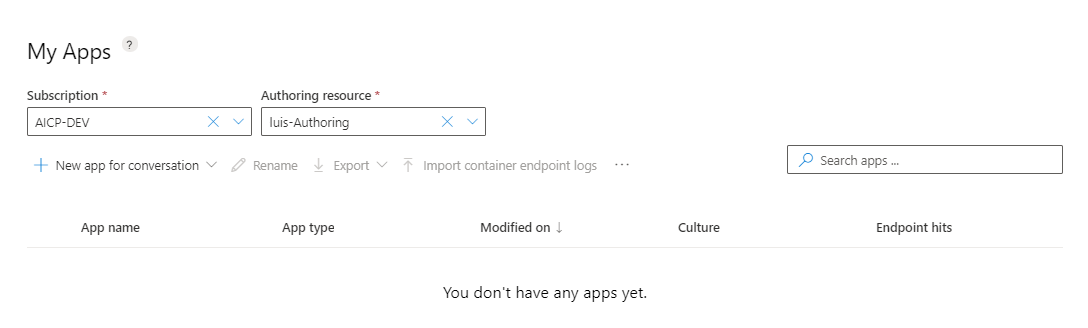 My Apps ?
Subscription * Authoring resource *
AICP-DEV luis-Authoring
New app for conversation Rename Export Import container endpoint logs ... Search apps ...
App name App type Modified on ↓ Culture Endpoint hits
You don't have any apps yet.